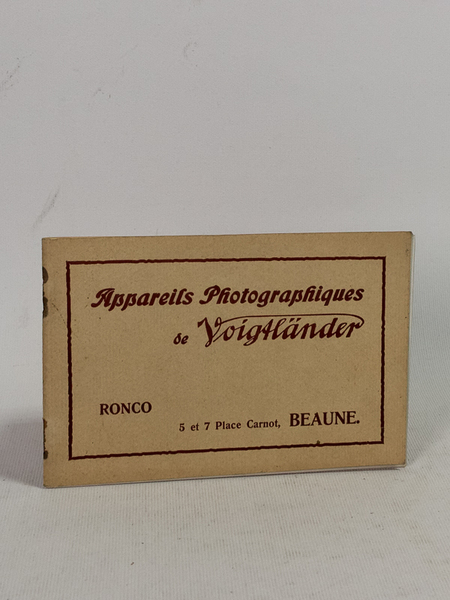 Appareils Photographiques
de Voigtländer
RONCO
5 et 7 Place Carnot, BEAUNE.